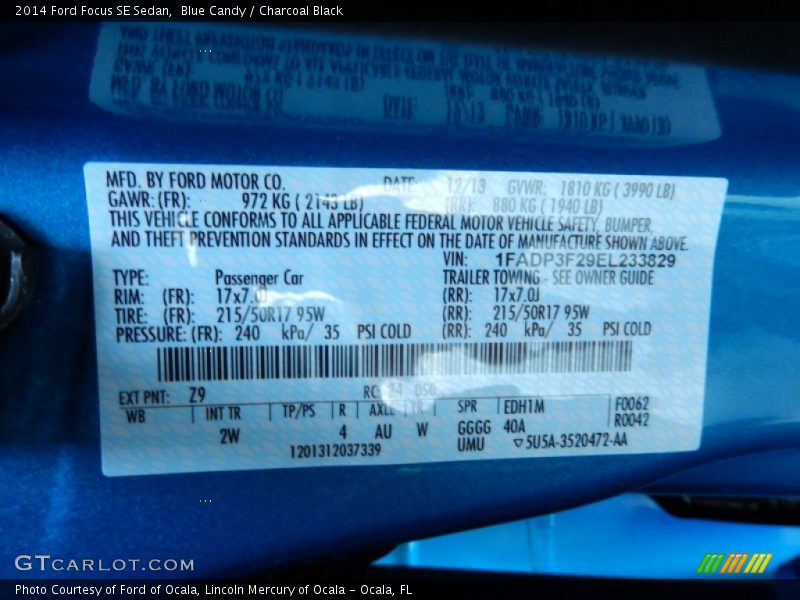 2014 Ford Focus SE Sedan, Blue Candy / Charcoal Black
MFD. BY FORD MOTOR CO. DATE: 12/13 GVWR: 1810 KG ( 3990 LB)
GAWR: (FR): 972 KG ( 2143 LB) (RR): 880 KG ( 1940 LB)
THIS VEHICLE CONFORMS TO ALL APPLICABLE FEDERAL MOTOR VEHICLE SAFETY, BUMPER,
AND THEFT PREVENTION STANDARDS IN EFFECT ON THE DATE OF MANUFACTURE SHOWN ABOVE.
VIN: 1FADP3F29EL233829
TYPE: Passenger Car TRAILER TOWING - SEE OWNER GUIDE
RIM: (FR): 17x7.0J (RR): 17x7.0J
TIRE: (FR): 215/50R17 95W (RR): 215/50R17 95W
PRESSURE: (FR): 240 kPa/ 35 PSI COLD (RR): 240 kPa/ 35 PSI COLD
EXT PNT: Z9 RC: 24 DSO:
WB INT TR TP/PS R AXLE TR SPR EDH1M F0062
2W 4 AU W GGGG 40A R0042
1201312037339 UMU ▽5U5A-3520472-AA
GTCARLOT.COM
Photo Courtesy of Ford of Ocala, Lincoln Mercury of Ocala - Ocala, FL